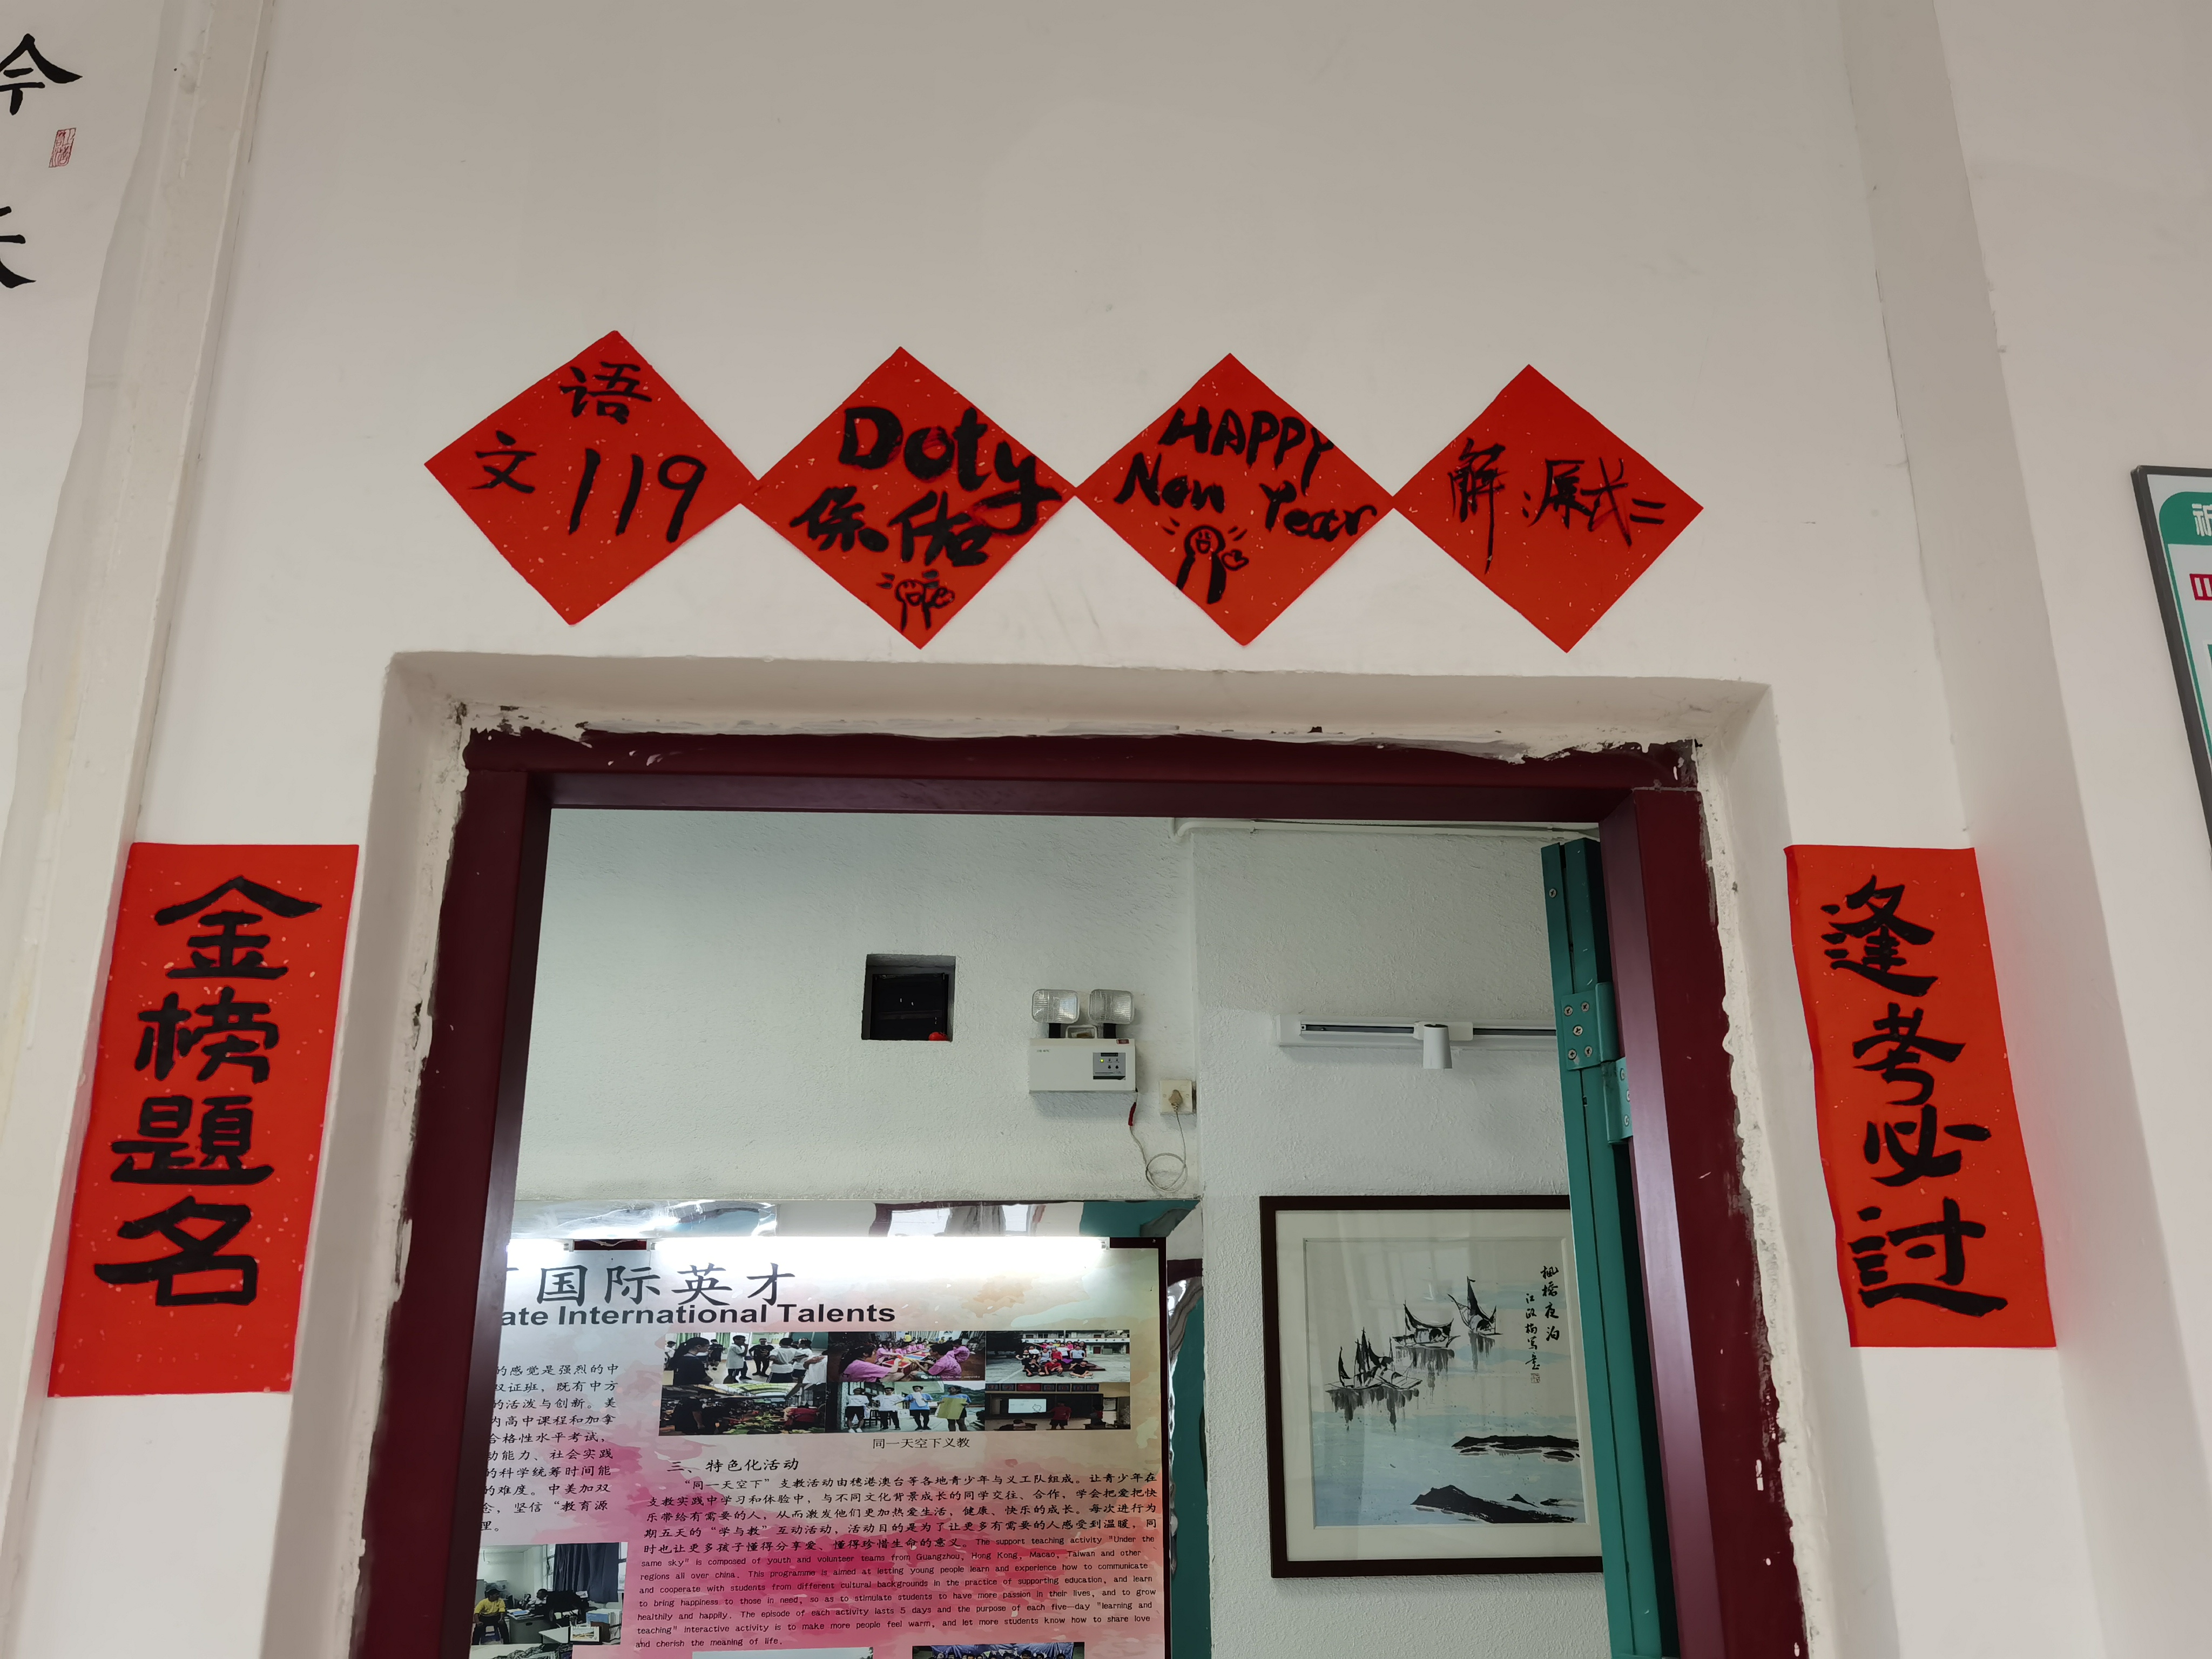 今
天
语
文 119
Doty
保佑
HAPPY
Nen Year
解:原式=
金榜题名
逢考必过
国际英才
ate International Talents
的感觉是强烈的中
双证班，既有中方
的活泼与创新。美
内高中课程和加拿
合格性水平考试，
动能力、社会实践
的科学统筹时间能
的难度。中美加双
念，坚信“教育源
里。
同一天空下义教
三、特色化活动
“同一天空下”支教活动由穗港澳台等各地青少年与义工队组成。让青少年在
支教实践中学习和体验中，与不同文化背景成长的同学交往、合作，学会把爱把快
乐带给有需要的人，从而激发他们更加热爱生活，健康、快乐的成长。每次进行为
期五天的“学与教”互动活动，活动目的是为了让更多有需要的人感受到温暖，同
时也让更多孩子懂得分享爱、懂得珍惜生命的意义。The support teaching activity "Under the
same sky" is composed of youth and volunteer teams from Guangzhou, Hong Kong, Macao, Taiwan and other
regions all over china. This programme is aimed at letting young people learn and experience how to communicate
and cooperate with students from different cultural backgrounds in the practice of supporting education, and learn
to bring happiness to those in need, so as to stimulate students to have more passion in their lives, and to grow
healthily and happily. The episode of each activity lasts 5 days and the purpose of each five-day "learning and
teaching" interactive activity is to make more people feel warm, and let more students know how to share love
and cherish the meaning of life.
枫桥夜泊